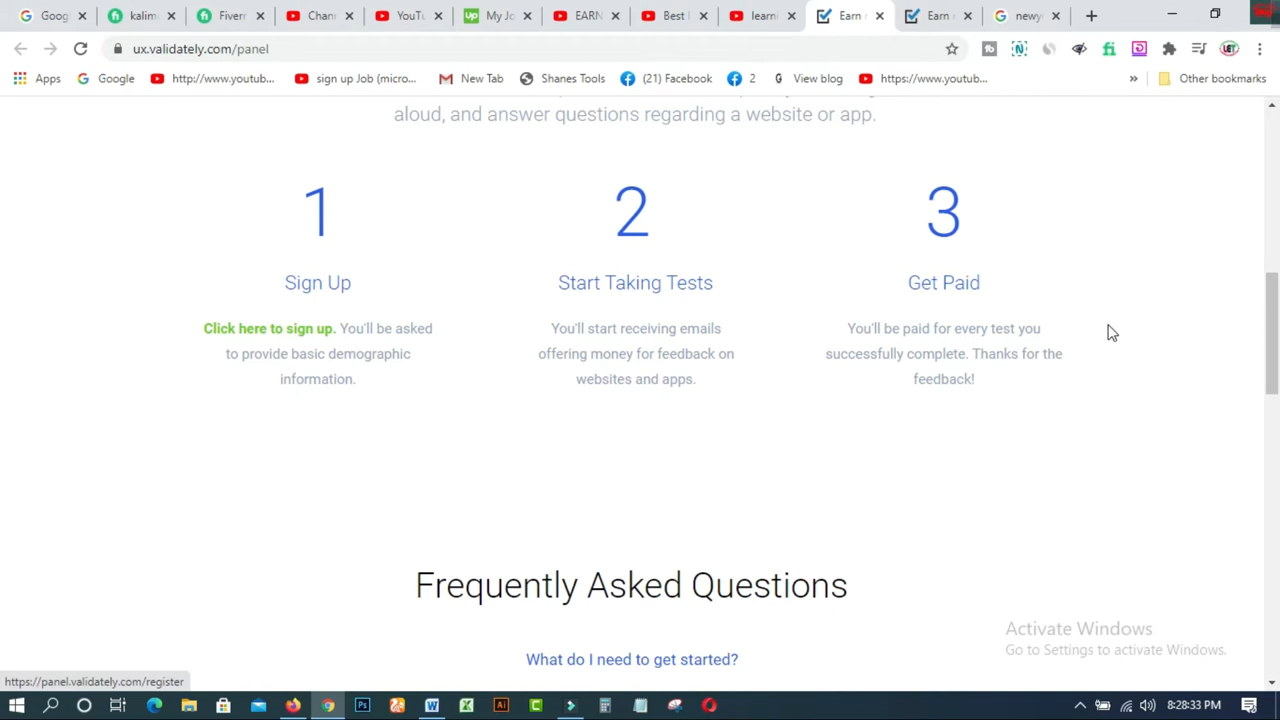 Goog
kalim
Fiverr
Chann
YouTu
My Jo
EARN
Best
learni
Earn
Earn
newy
ux.validately.com/panel
Apps
Google
http://www.youtub...
sign up Job (micro...
New Tab
Shanes Tools
(21) Facebook
2
View blog
https://www.youtub...
»
Other bookmarks
aloud, and answer questions regarding a website or app.
1
2
3
Sign Up
Start Taking Tests
Get Paid
Click here to sign up. You'll be asked
to provide basic demographic
information.
You'll start receiving emails
offering money for feedback on
websites and apps.
You'll be paid for every test you
successfully complete. Thanks for the
feedback!
Frequently Asked Questions
What do I need to get started?
Activate Windows
Go to Settings to activate Windows.
https://panel.validately.com/register
8:28:33 PM